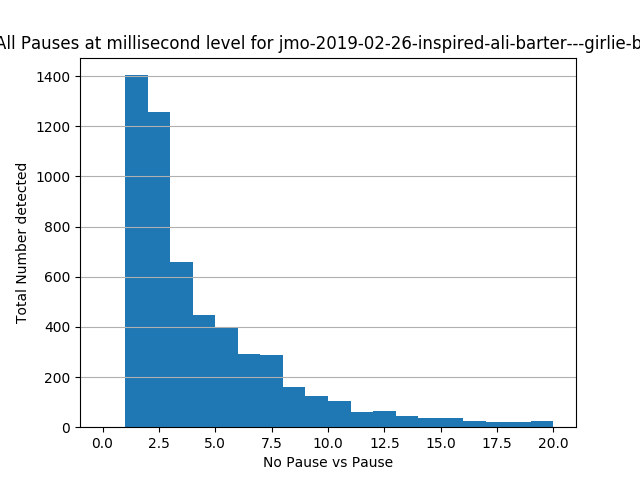 All Pauses at millisecond level for jmo-2019-02-26-inspired-ali-barter---girlie-b
1400
1200
1000
800
600
400
200
0
Total Number detected
0.0 2.5 5.0 7.5 10.0 12.5 15.0 17.5 20.0
No Pause vs Pause